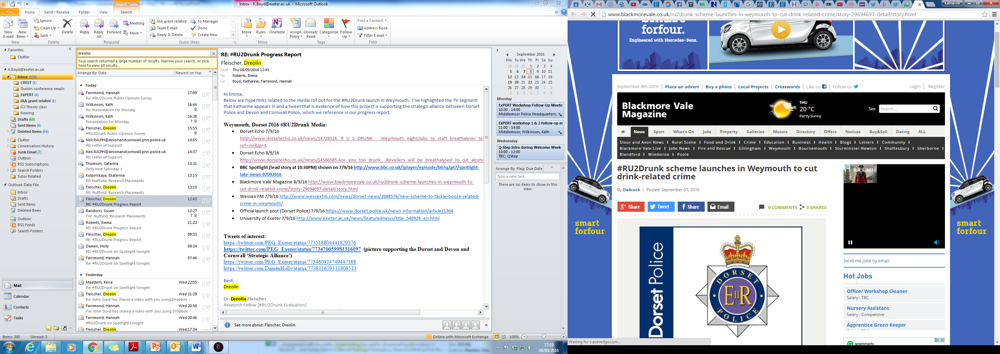 Search Tools
Inbox - K.Boyd@exeter.ac.uk - Microsoft Outlook
File Home Send / Receive Folder View Search
New E-mail
New Items
Ignore
Clean Up
Junk
Delete
Reply
Reply All
Forward
Meeting
More
IAA grant related
Team E-mail
Reply & Delete
To Manager
Done
Create New
Move
Rules
OneNote
Assign Policy
Unread/ Read
Categorize
Follow Up
Find a Contact
Address Book
Filter E-mail
New Delete Respond Quick Steps Move Tags Find
Favorites
Clutter
K.Boyd@exeter.ac.uk
Inbox (534)
CREST (1)
Dublin conference emails
ExPERT (4)
IAA grant related (1)
ICJ Theory class
Rowing
Drafts [69]
Sent Items (4)
Deleted Items (64)
Clutter
Conversation History
Junk Email [7]
Outbox
RSS Subscriptions
Search Folders
Tutor Related
Outlook Data File
Inbox
Drafts
Sent Items
Deleted Items
Outbox
RSS Feeds
Search Folders
Mail
Calendar
Contacts
Tasks
dreolin
Your search returned a large number of results. Narrow your search, or click
here to view all results.
Arrange By: Date Newest on top
Today
Farrimond, Hannah 17:09
Re: #RU2Drunk Public Opinion Survey
Wilkinson, Kath 16:44
Re: Presentation for Monday
Wilkinson, Kath 16:28
Presentation for Monday
Fleischer, Dreolin 15:55
#RU2Drunk Public Opinion Survey
Neil.RALPH@devonandcornwall.pnn.police.uk 14:45
RE: Letter of Support
Neil.RALPH@devonandcornwall.pnn.police.uk 14:37
RE: Letter of Support
Thomson, Catarina 13:21
Party next Saturday :)
Kolpinskaya, Ekaterina 13:15
RE: Nuffield Research Placements
Fleischer, Dreolin 13:10
RE: Nuffield Research Placements
Fleischer, Dreolin 12:45
RE: #RU2Drunk Progress Report
Banducci, Susan 12:27
FW: Nuffield Research Placements
Roberts, Emma 11:22
RE: #RU2Drunk Progress Report
Fleischer, Dreolin 09:53
RE: #RU2Drunk Progress Report
Damen, Holly 09:24
RE: #RU2Drunk on Spotlight tonight
Farrimond, Hannah 07:46
Re: #RU2Drunk on Spotlight tonight
Yesterday
Maddern, Kerra Wed 22:05
Re: #RU2Drunk on Spotlight tonight
Fleischer, Dreolin Wed 21:29
Re: John Gurd has shared a video with you using Dropbox
Farrimond, Hannah Wed 20:50
Fw: John Gurd has shared a video with you using Dropbox
Farrimond, Hannah Wed 20:46
#RU2Drunk on Spotlight tonight
Fleischer, Dreolin Wed 17:34
RE: #RU2Drunk Progress Report
Fleischer, Dreolin
Sent: Thu 08/09/2016 12:45
To: Roberts, Emma
Cc: Boyd, Katharine; Farrimond, Hannah
Hi Emma,
Below are hyperlinks related to the media roll out for the #RU2Drunk launch in Weymouth. I've highlighted the TV segment
that Katharine appears in and a tweet that is evidence of how this project is supporting the strategic alliance between Dorset
Police and Devon and Cornwall Police, which we reference in our progress report.
Weymouth, Dorset 2016 #RU2Drunk Media:
• Dorset Echo 7/9/16
http://www.dorsetecho.co.uk/news/14728524._R_U_2_DRUNK___Weymouth_nightclubs_to_start_breathalyser_te
ref=mr&lp=4
• Dorset Echo 8/9/16
http://www.dorsetecho.co.uk/news/14566585.Are_you_too_drunk__Revellers_will_be_breathalysed_to_cut_alcoho
• BBC Spotlight (lead story at 10:30PM) shown on 7/9/16 http://www.bbc.co.uk/iplayer/episode/b07q2pt7/spotlight-
late-news-07092016
• Blackmore Vale Magazine 8/9/16 http://www.blackmorevale.co.uk/ru2drunk-scheme-launches-in-weymouth-to-
cut-drink-related-crime/story-29694697-detail/story.html
• Wessex FM 7/9/16 http://www.wessexfm.com/news/dorset-news/2088576/new-scheme-to-tackle-booze-related-
crime-in-weymouth/
• Official launch post (Dorset Police) 7/9/16 https://www.dorset.police.uk/news-information/article/1364
• University of Exeter 7/9/16 http://www.exeter.ac.uk/news/featurednews/title_540924_en.html
Tweets of interest:
https://twitter.com/PEG_Exeter/status/773518804441829376
https://twitter.com/PEG_Exeter/status/773470059981316097 (picture supporting the Dorset and Devon and
Cornwall ‘Strategic Alliance’)
https://twitter.com/PEG_Exeter/status/773460924749447168
https://twitter.com/DamenHolly/status/773811659311808513
Best,
Dreolin
Dr. Dreolin Fleischer
Research Fellow [#RU2Drunk Evaluation]
See more about: Fleischer, Dreolin.
September 2016
Mo Tu We Th Fr Sa Su
29 30 31 1 2 3 4
5 6 7 8 9 10 11
12 13 14 15 16 17 18
19 20 21 22 23 24 25
26 27 28 29 30 1 2
3 4 5 6 7 8 9
Monday
ExPERT Workshop Follow-Up Meetin
10:30 - 14:00
Middlemoor Police Headquarters;
ExPERT workshop 1 & 2 follow-up m
11:00 - 14:00
Middlemoor; Wilkinson, Kath
Wednesday
Q-Step Intro during Welcome Week
10:00 - 12:00
TBC; QStep
Arrange By: Flag: Due Date
Type a new task
There are no items to show in this
view.
Items: 200 Unread: 3
Online with Microsoft Exchange 100%
17:19
08/09/2016
Katharine
www.blackmorevale.co.uk/ru2drunk-scheme-launches-in-weymouth-to-cut-drink-related-crime/story-29694697-detail/story.html
smart
forfour.
Engineered with Mercedes-Benz.
September 8th 2016 Place an advert Buy a photo Local Projects Crosswords Like us Follow us Login Register
Blackmore Vale
Magazine
THU
20 °C
Partly Sunny
Site Search...
News Sport What's On Jobs Property Galleries Motors Directory Offers Notices Buy&Sell Dating ALL
Stour and Avon News Rural Scene Food and Drink Crime Education Business Health Blogs Letters Community
Blackmore Vale Live Jobs News Fire and Rescue Gillingham Weymouth Bournemouth Sturminster Newton Shaftesbury Sherborne
Blandford Wimborne Poole
#RU2Drunk scheme launches in Weymouth to cut
drink-related crime
By Dadcock | Posted: September 07, 2016
Share Tweet Share Email 0 COMMENTS 3 SHARES
smart
forfour
smart
forfour
Dorset Police
DORSET
EIIR
POLICE
Send me jobs by email
Hot Jobs
Office/ Workshop Cleaner
Salary : TBC
Nursery Assistant
Salary : Competitive
Apprentice Green Keeper
grammarly
Waiting for s.acexedge.com...